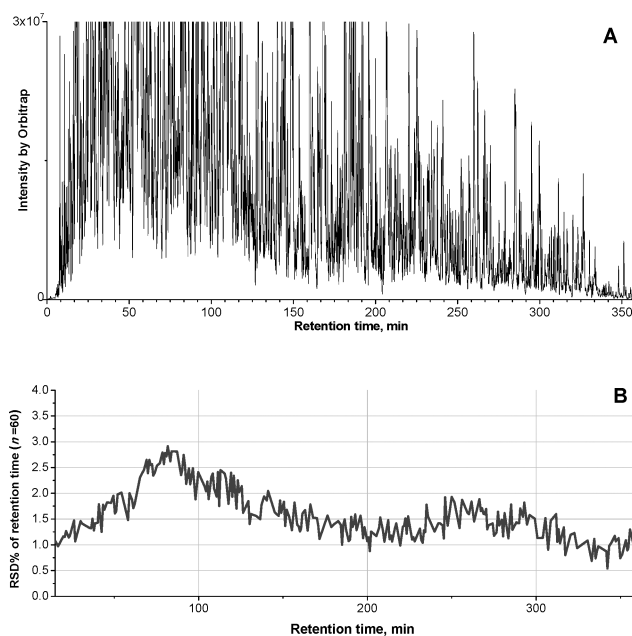 3x10⁷
A
Intensity by Orbitrap
0
0 50 100 150 200 250 300 350
Retention time, min
B
4.0
3.5
3.0
2.5
2.0
1.5
1.0
0.5
0.0
RSD% of retention time (n=60)
100 200 300
Retention time, min